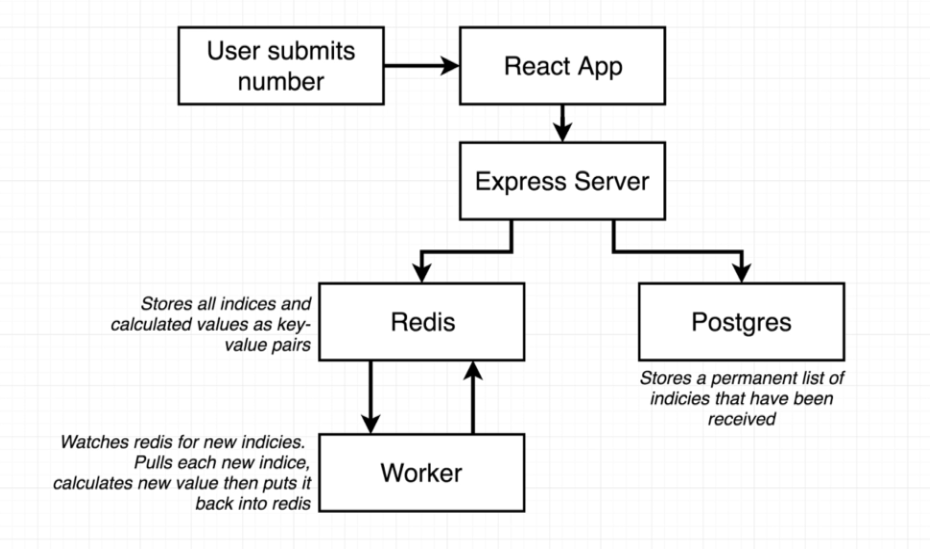 User submits
number
React App
Express Server
Stores all indices and
calculated values as key-
value pairs
Redis
Postgres
Stores a permanent list of
indicies that have been
received
Watches redis for new indicies.
Pulls each new indice,
calculates new value then puts it
back into redis
Worker